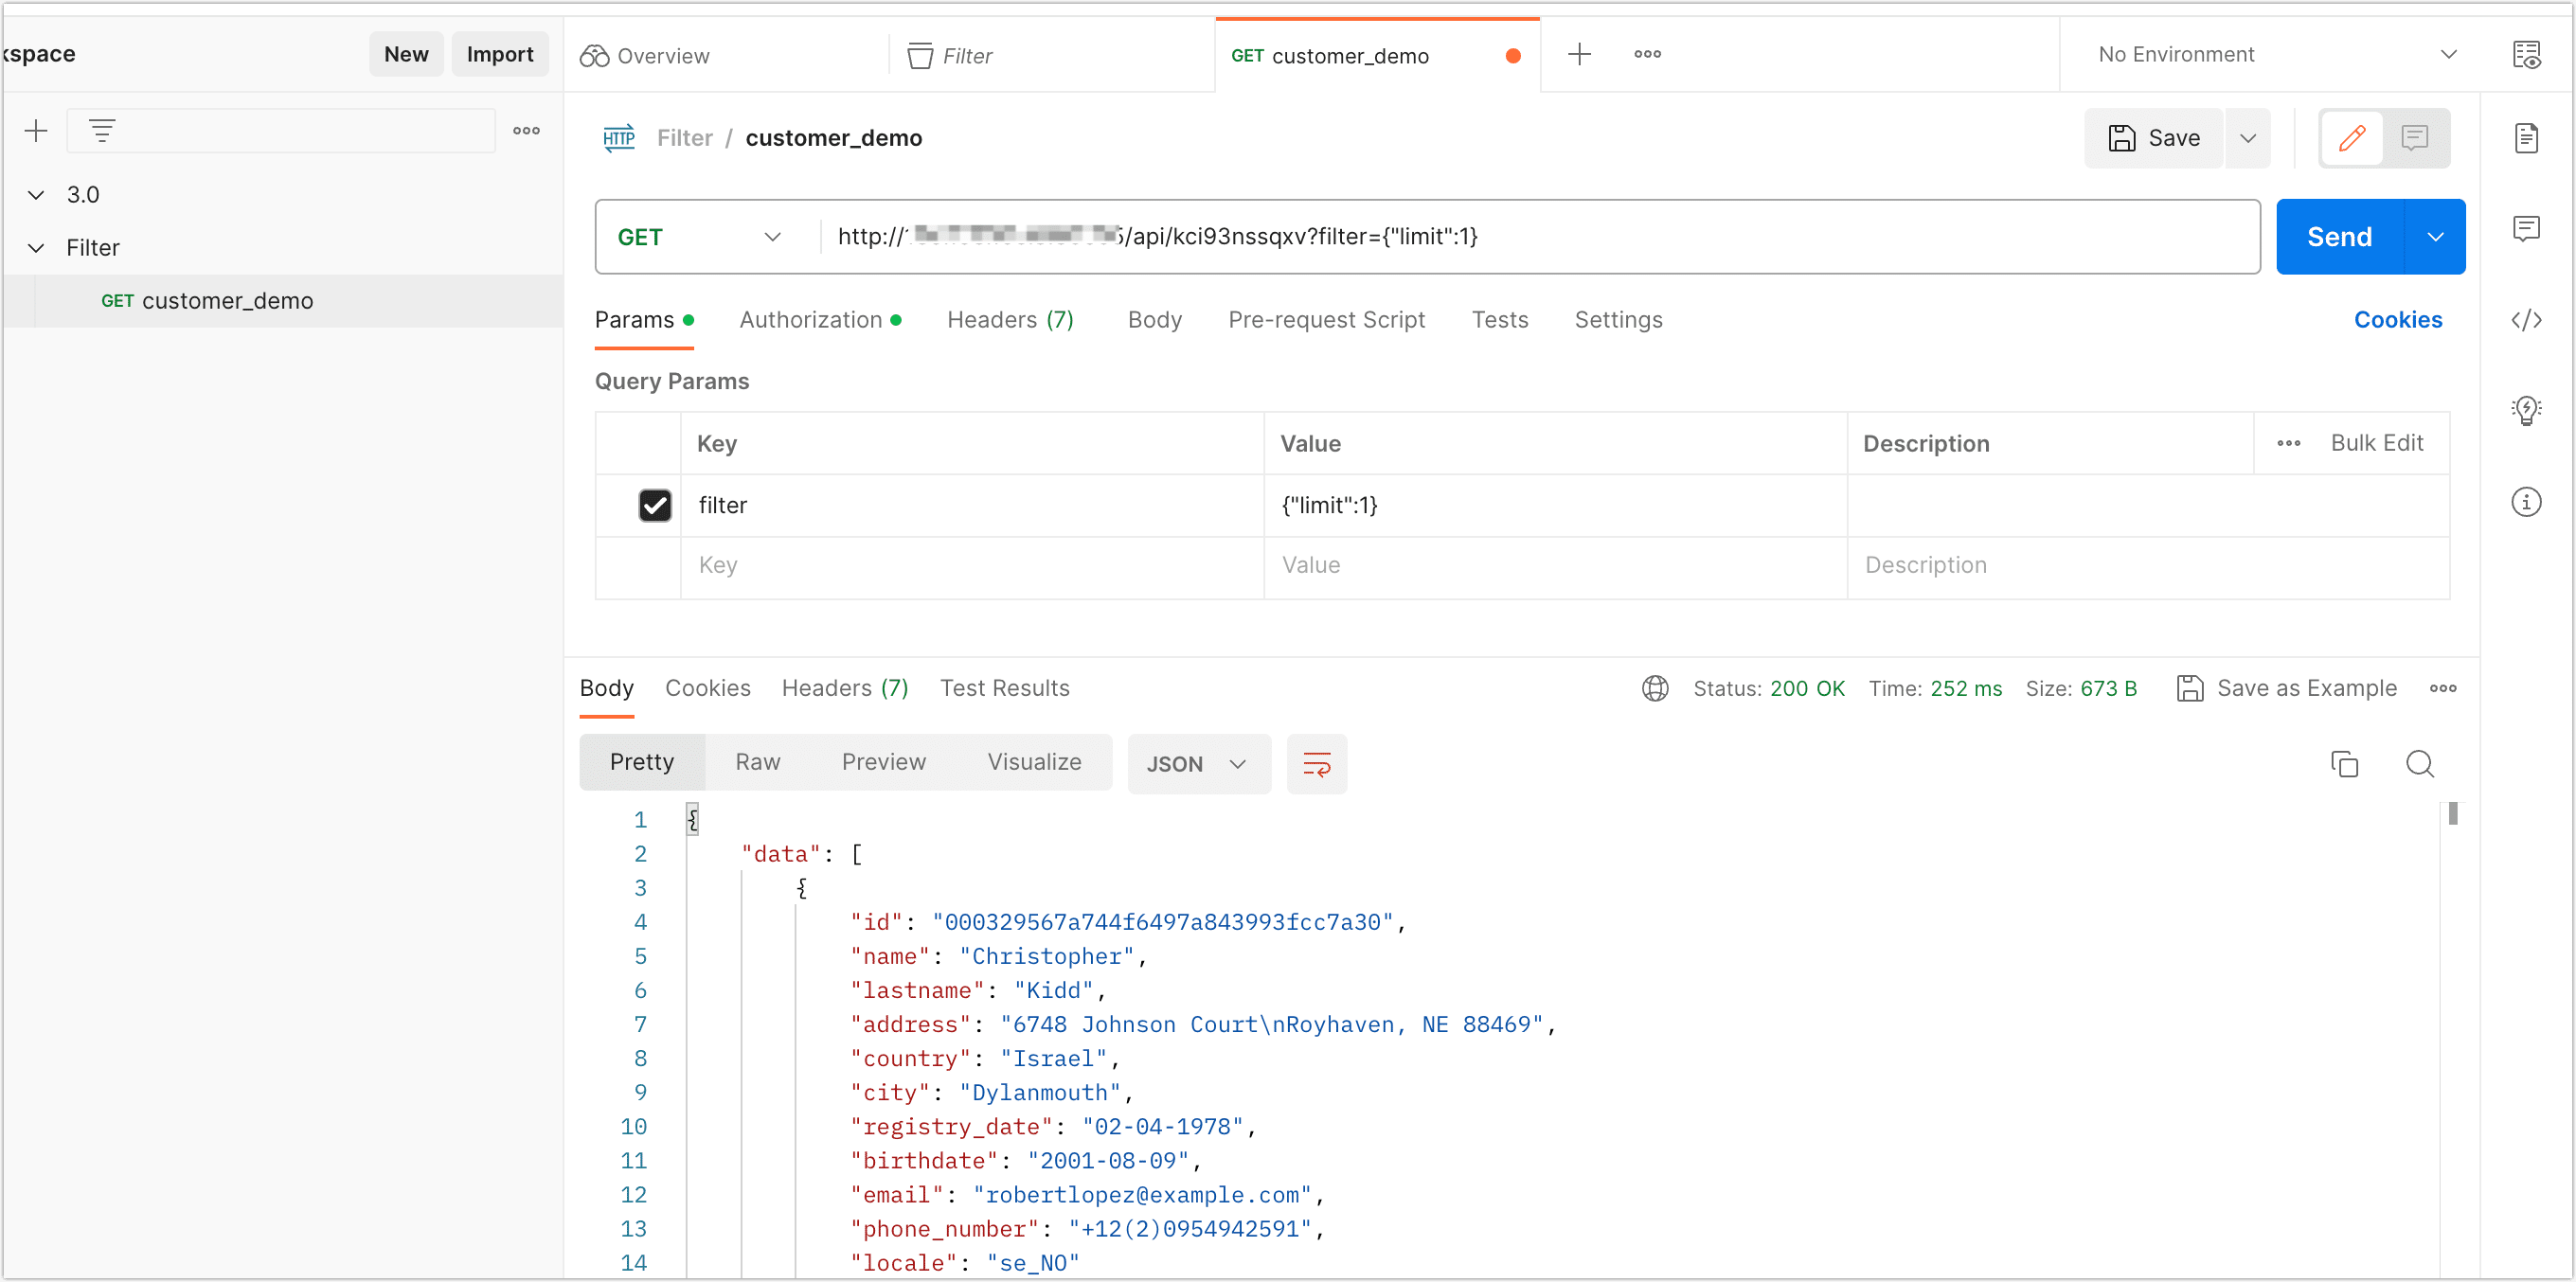 kspace New Import Overview Filter GET customer_demo No Environment
3.0
Filter
GET customer_demo
HTTP Filter / customer_demo Save
GET http:// /api/kci93nssqxv?filter={"limit":1} Send
Params Authorization Headers (7) Body Pre-request Script Tests Settings Cookies
Query Params
Key Value Description Bulk Edit
filter {"limit":1}
Key Value Description
Body Cookies Headers (7) Test Results Status: 200 OK Time: 252 ms Size: 673 B Save as Example
Pretty Raw Preview Visualize JSON
1 {
2 "data": [
3 {
4 "id": "000329567a744f6497a843993fcc7a30",
5 "name": "Christopher",
6 "lastname": "Kidd",
7 "address": "6748 Johnson Court\nRoyhaven, NE 88469",
8 "country": "Israel",
9 "city": "Dylanmouth",
10 "registry_date": "02-04-1978",
11 "birthdate": "2001-08-09",
12 "email": "robertlopez@example.com",
13 "phone_number": "+12(2)0954942591",
14 "locale": "se_NO"